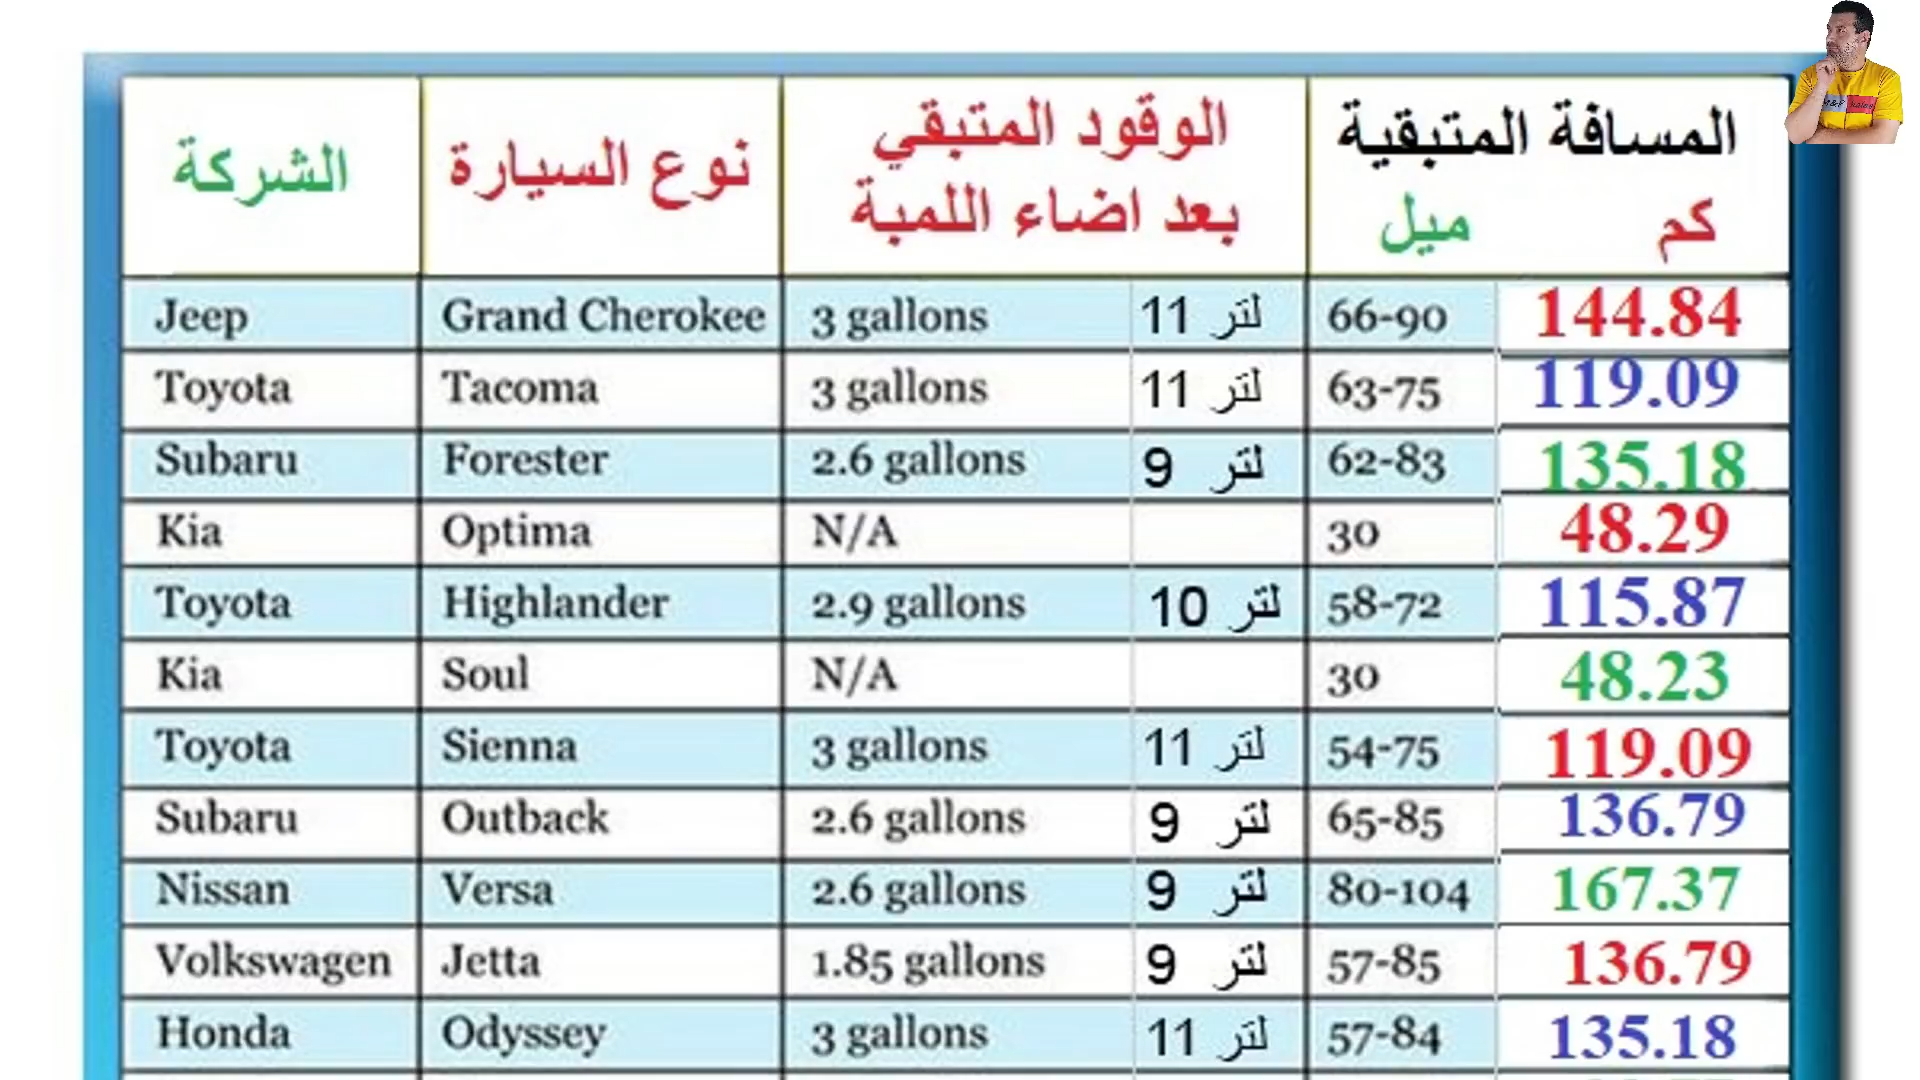 الشركة نوع السيارة الوقود المتبقي المسافة المتبقية
بعد اضاء اللمبة ميل كم
Jeep Grand Cherokee 3 gallons 11 لتر 66-90 144.84
Toyota Tacoma 3 gallons 11 لتر 63-75 119.09
Subaru Forester 2.6 gallons 9 لتر 62-83 135.18
Kia Optima N/A 30 48.29
Toyota Highlander 2.9 gallons 10 لتر 58-72 115.87
Kia Soul N/A 30 48.23
Toyota Sienna 3 gallons 11 لتر 54-75 119.09
Subaru Outback 2.6 gallons 9 لتر 65-85 136.79
Nissan Versa 2.6 gallons 9 لتر 80-104 167.37
Volkswagen Jetta 1.85 gallons 9 لتر 57-85 136.79
Honda Odyssey 3 gallons 11 لتر 57-84 135.18